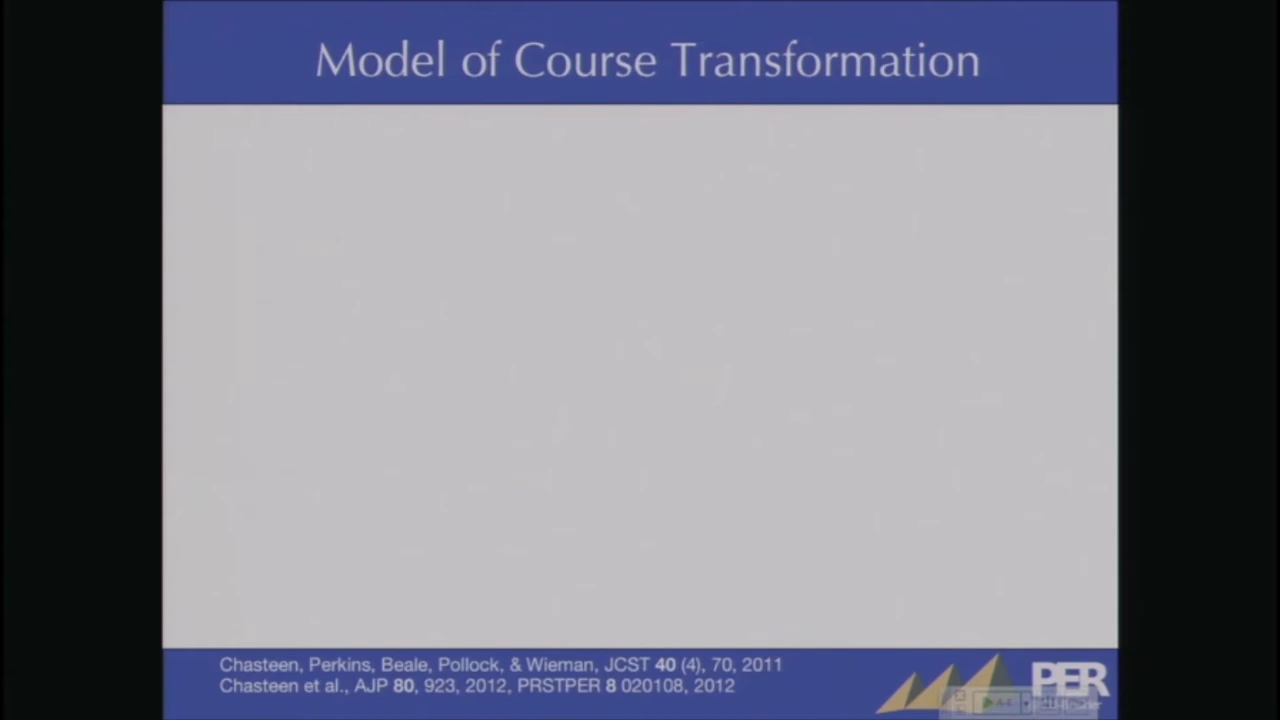 Model of Course Transformation
Chasteen, Perkins, Beale, Pollock, & Wieman, JCST 40 (4), 70, 2011
Chasteen et al., AJP 80, 923, 2012, PRSTPER 8 020108, 2012
PER
A-E